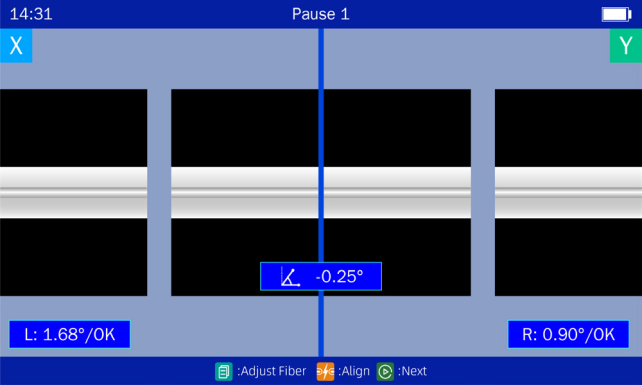 14:31 Pause 1
X Y
-0.25°
L: 1.68°/OK R: 0.90°/OK
:Adjust Fiber :Align :Next